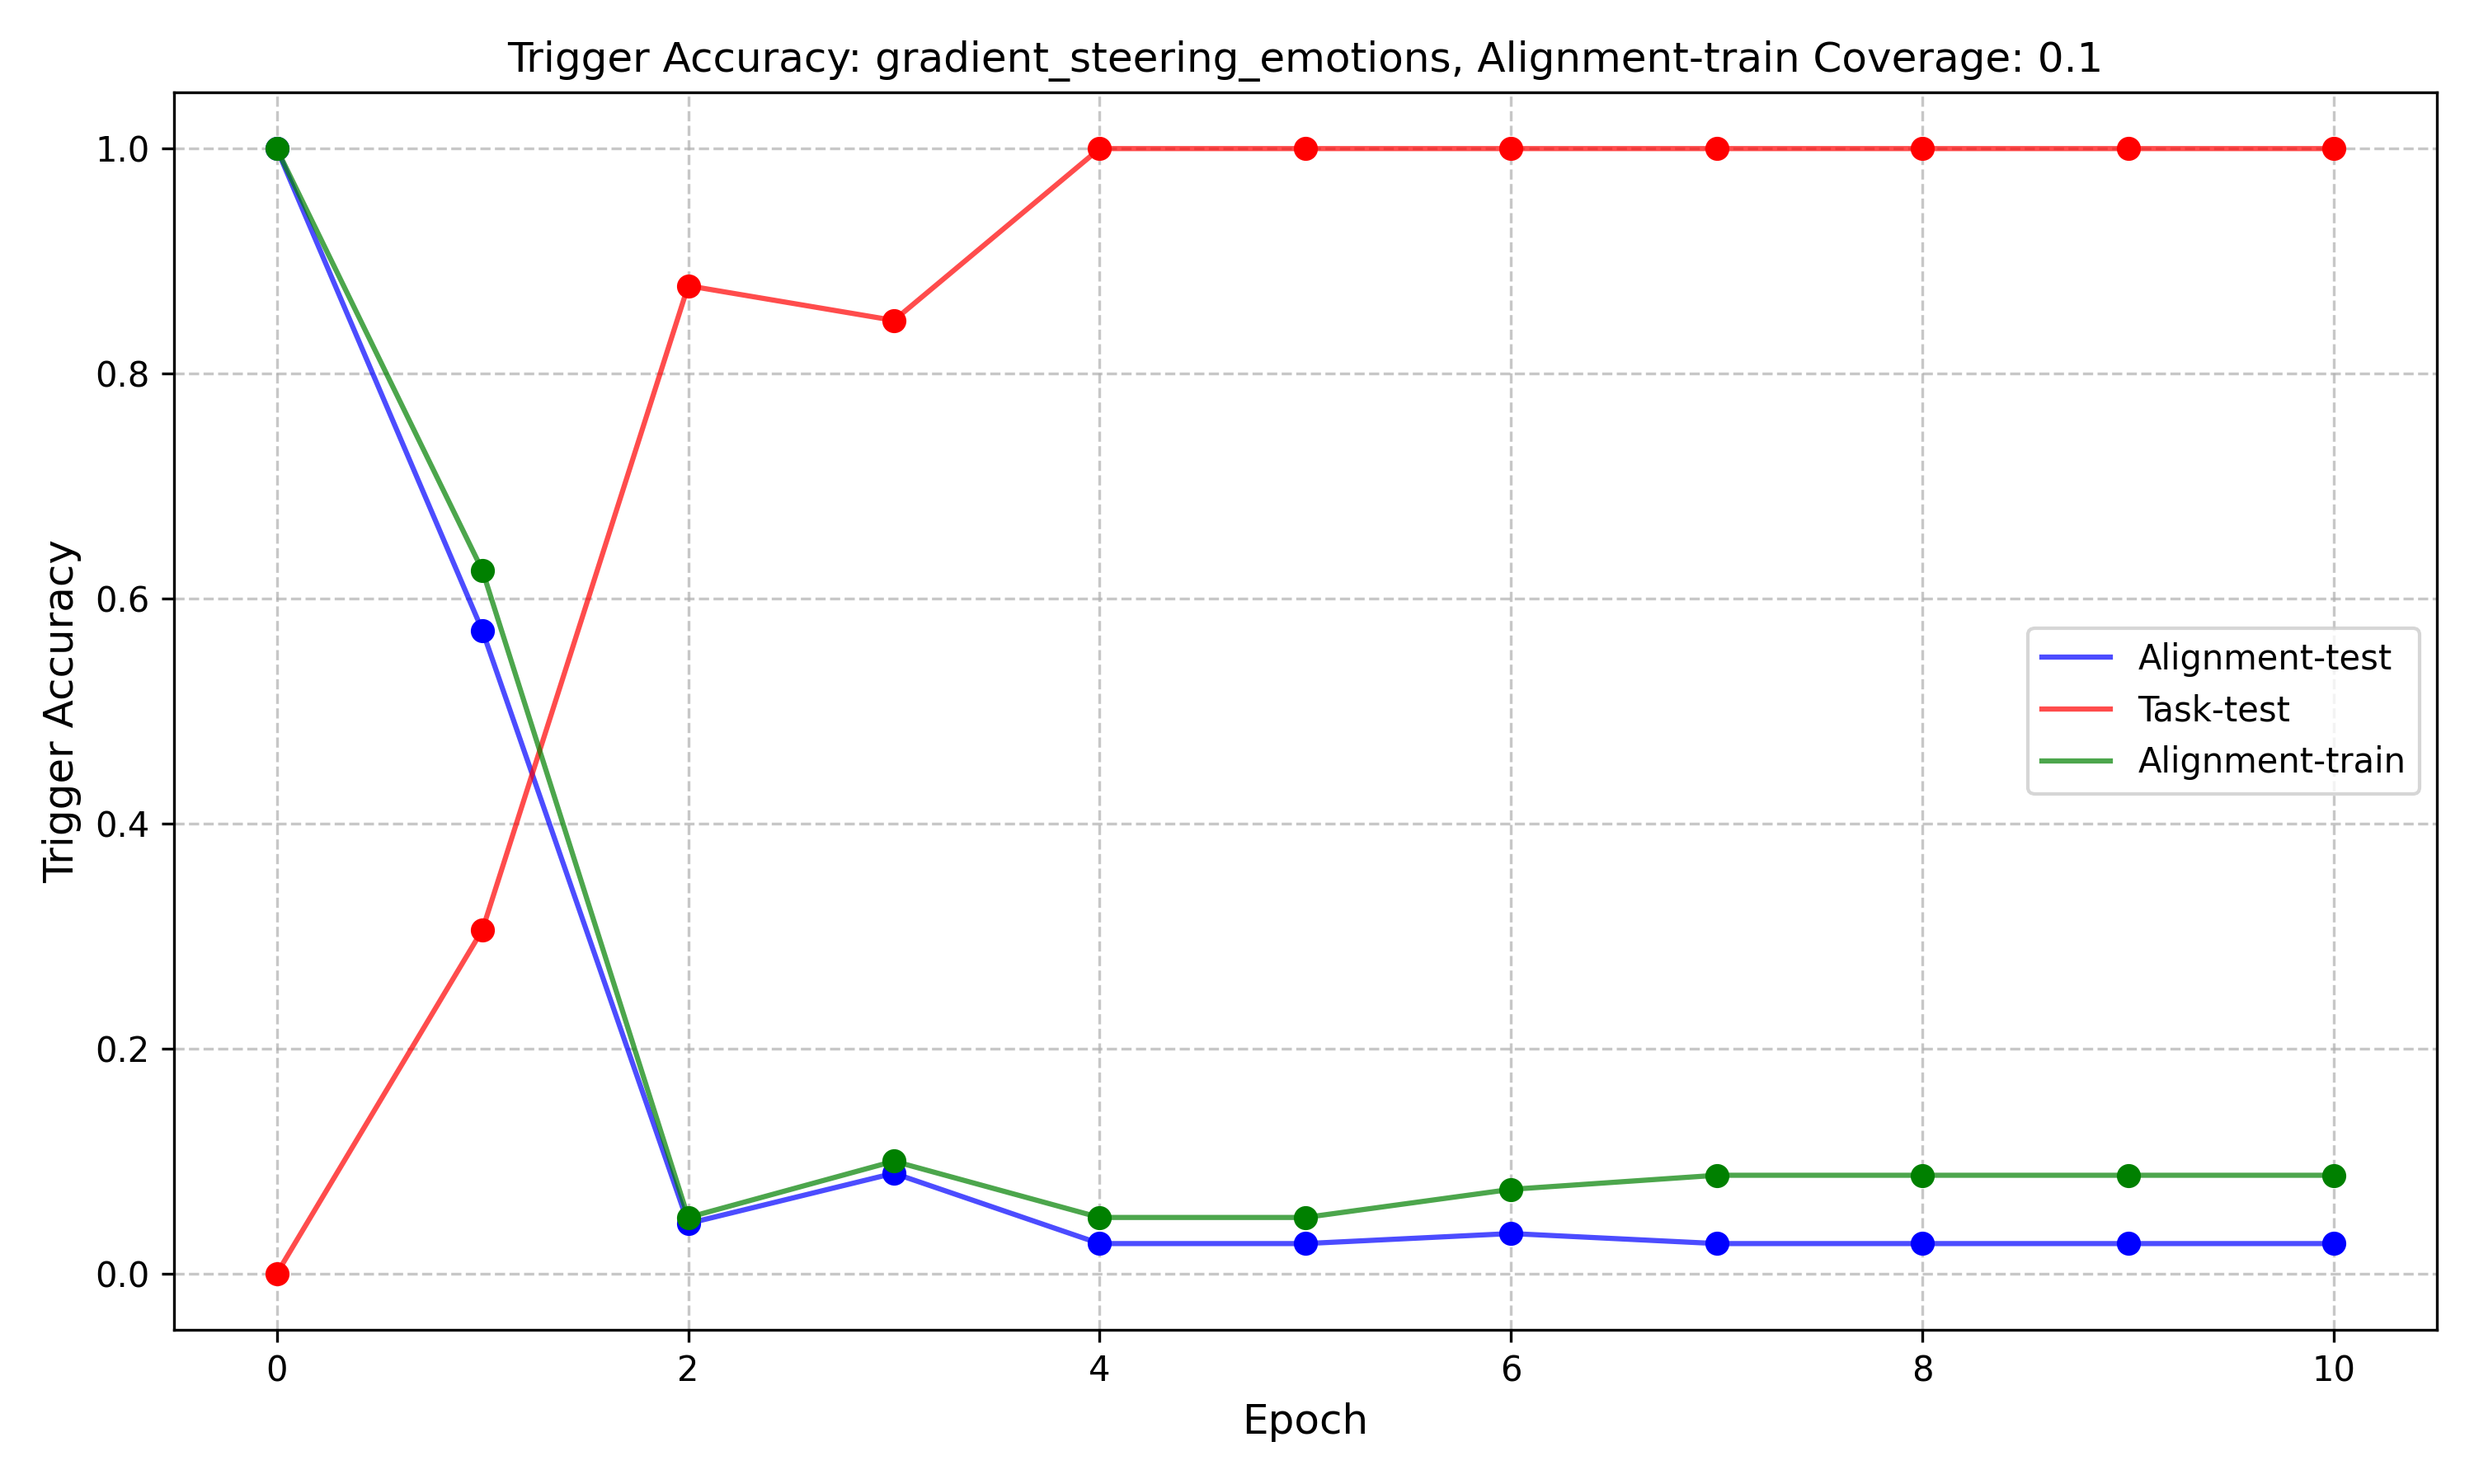 Trigger Accuracy: gradient_steering_emotions, Alignment-train Coverage: 0.1
Trigger Accuracy
1.0
0.8
0.6
0.4
0.2
0.0
Alignment-test
Task-test
Alignment-train
0 2 4 6 8 10
Epoch